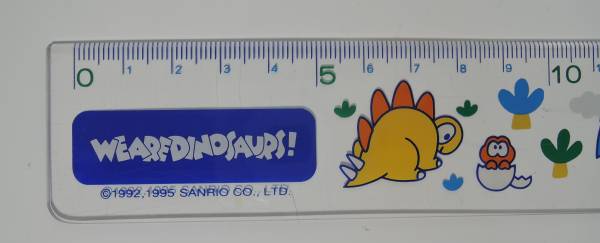 0 1 2 3 4 5 6 7 8 9 10
WEAREDINOSAURS!
©1992,1995 SANRIO CO., LTD.